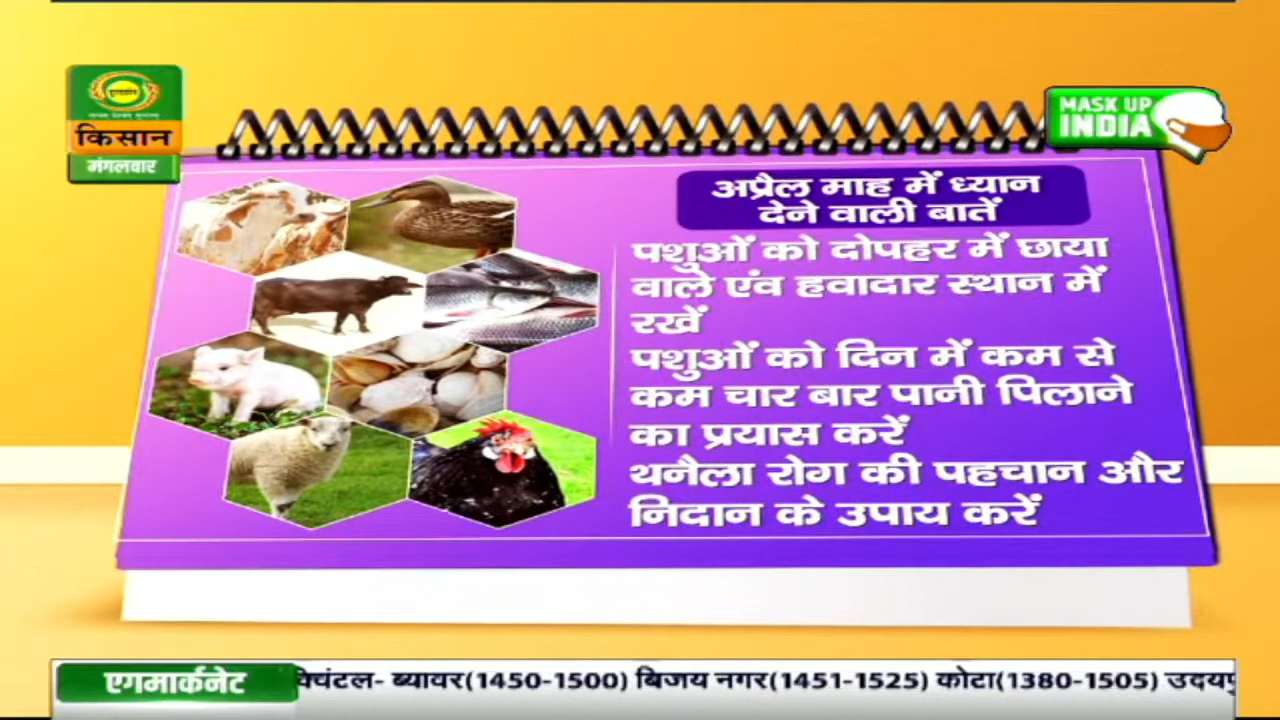 किसान
मंगलवार
MASK UP
INDIA
अप्रैल माह में ध्यान
देने वाली बातें
पशुओं को दोपहर में छाया
वाले एंव हवादार स्थान में
रखें
पशुओं को दिन में कम से
कम चार बार पानी पिलाने
का प्रयास करें
थनैला रोग की पहचान और
निदान के उपाय करें
एगमार्कनेट
क्विंटल- ब्यावर(1450-1500) बिजय नगर(1451-1525) कोटा(1380-1505)